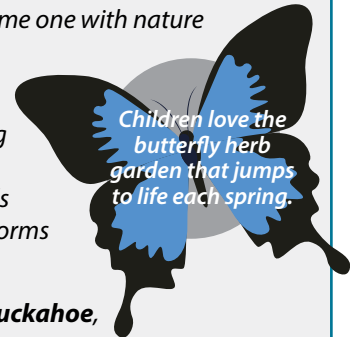 me one with nature
Children love the
butterfly herb
garden that jumps
to life each spring.
g
s
orms
uckahoe,